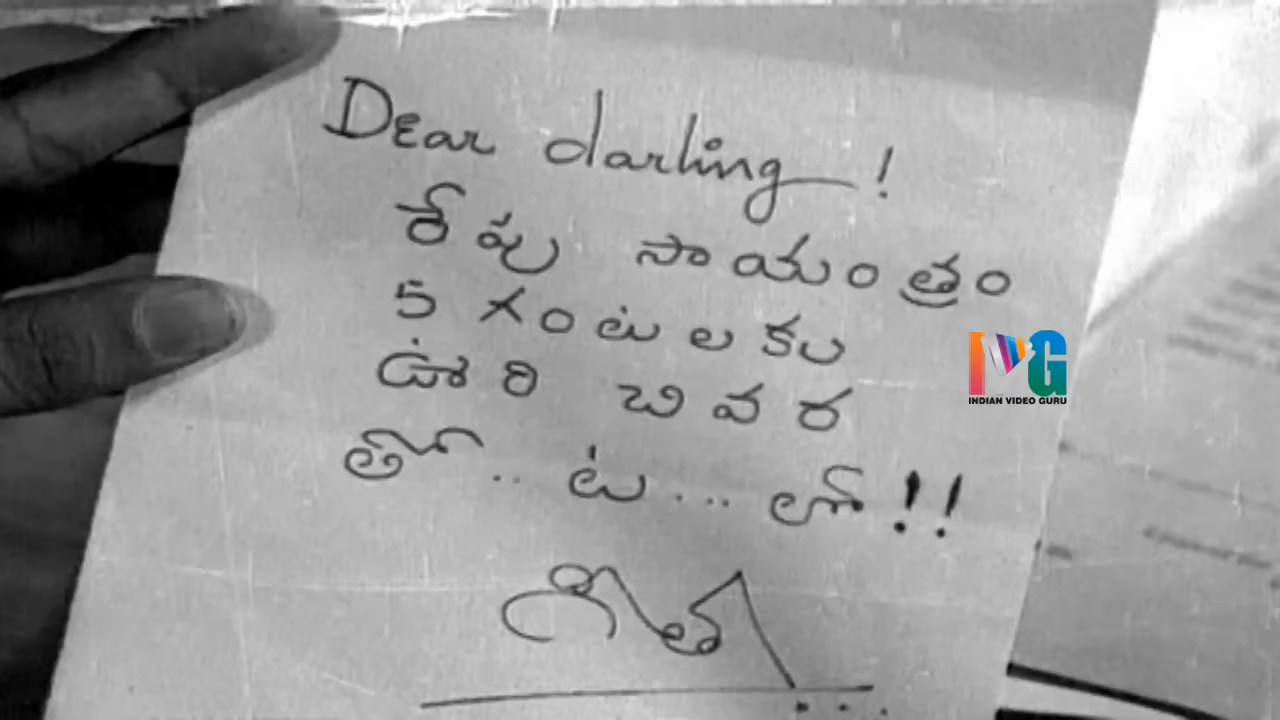 Dear darling !
రేపు సాయంత్రం
5 గంటలకు
ఊరి చివర
తో.. ట... లో !!
గీత...
INDIAN VIDEO GURU